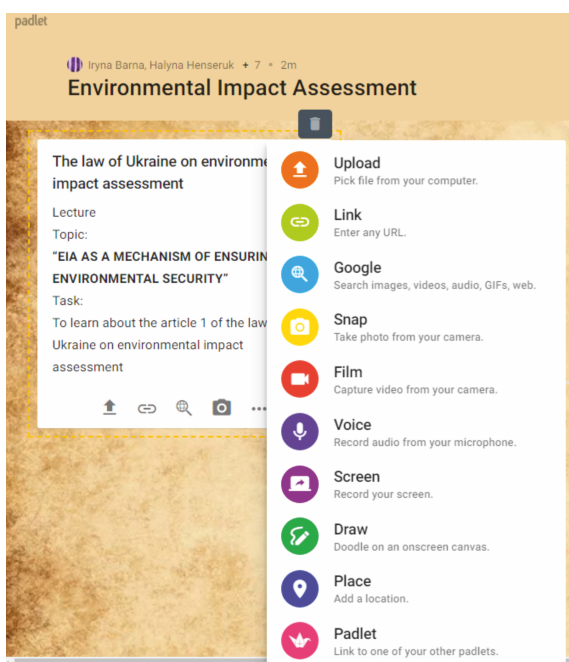 padlet
Iryna Barna, Halyna Henseruk + 7 • 2m
Environmental Impact Assessment
The law of Ukraine on environme
impact assessment
Lecture
Topic:
"EIA AS A MECHANISM OF ENSURIN
ENVIRONMENTAL SECURITY"
Task:
To learn about the article 1 of the law
Ukraine on environmental impact
assessment
Upload
Pick file from your computer.
Link
Enter any URL.
Google
Search images, videos, audio, GIFs, web.
Snap
Take photo from your camera.
Film
Capture video from your camera.
Voice
Record audio from your microphone.
Screen
Record your screen.
Draw
Doodle on an onscreen canvas.
Place
Add a location.
Padlet
Link to one of your other padlets.